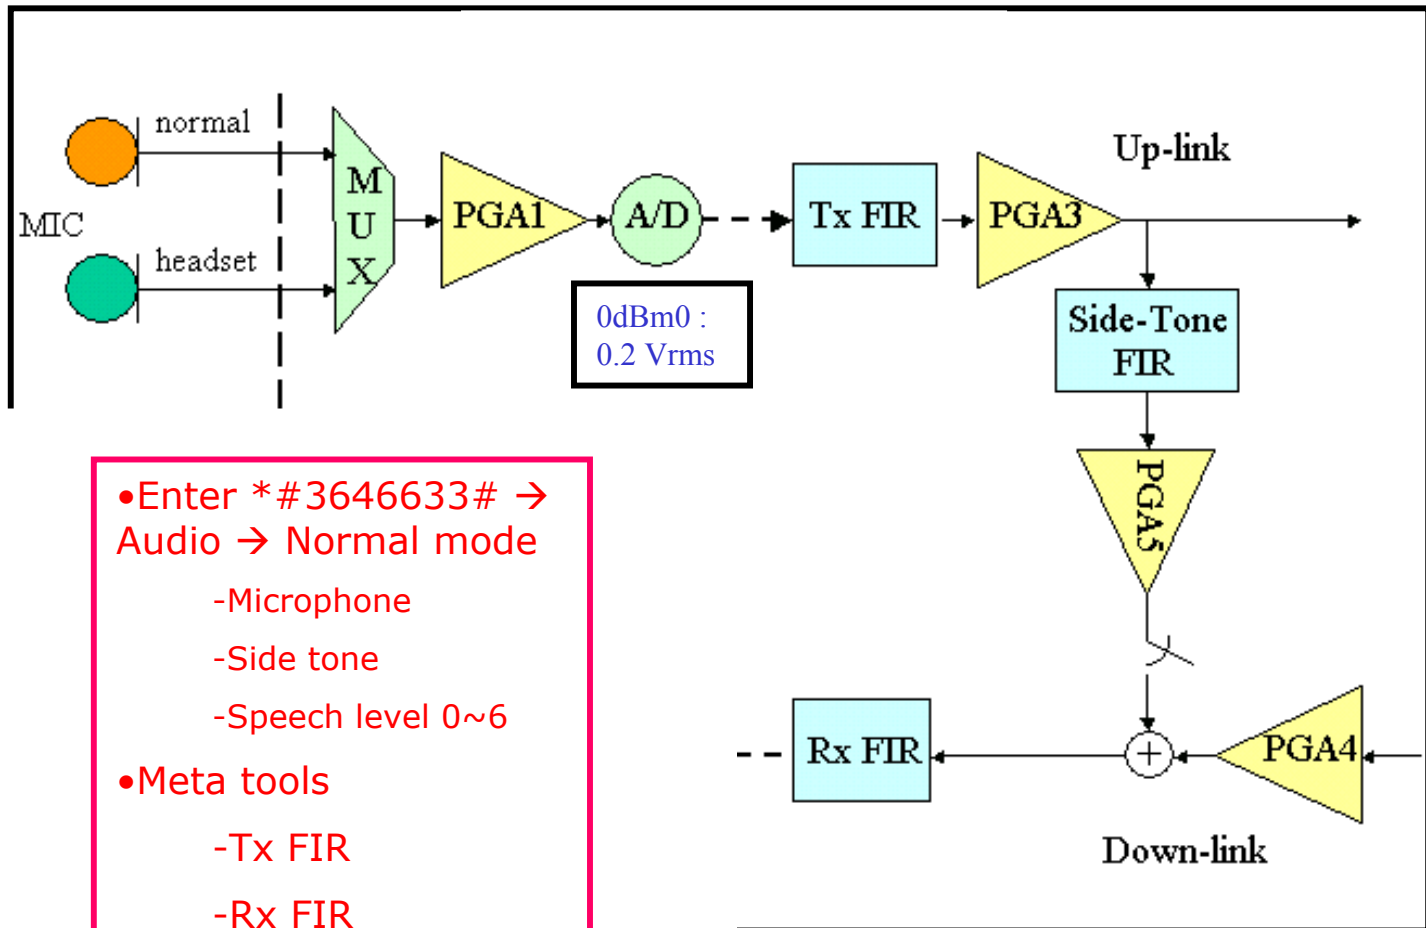 normal
MIC
headset
M
U
X
PGA1
A/D
0dBm0 :
0.2 Vrms
Tx FIR
PGA3
Up-link
Side-Tone
FIR
PGA5
PGA4
Rx FIR
+
Down-link
•Enter *#3646633# →
Audio → Normal mode
-Microphone
-Side tone
-Speech level 0~6
•Meta tools
-Tx FIR
-Rx FIR